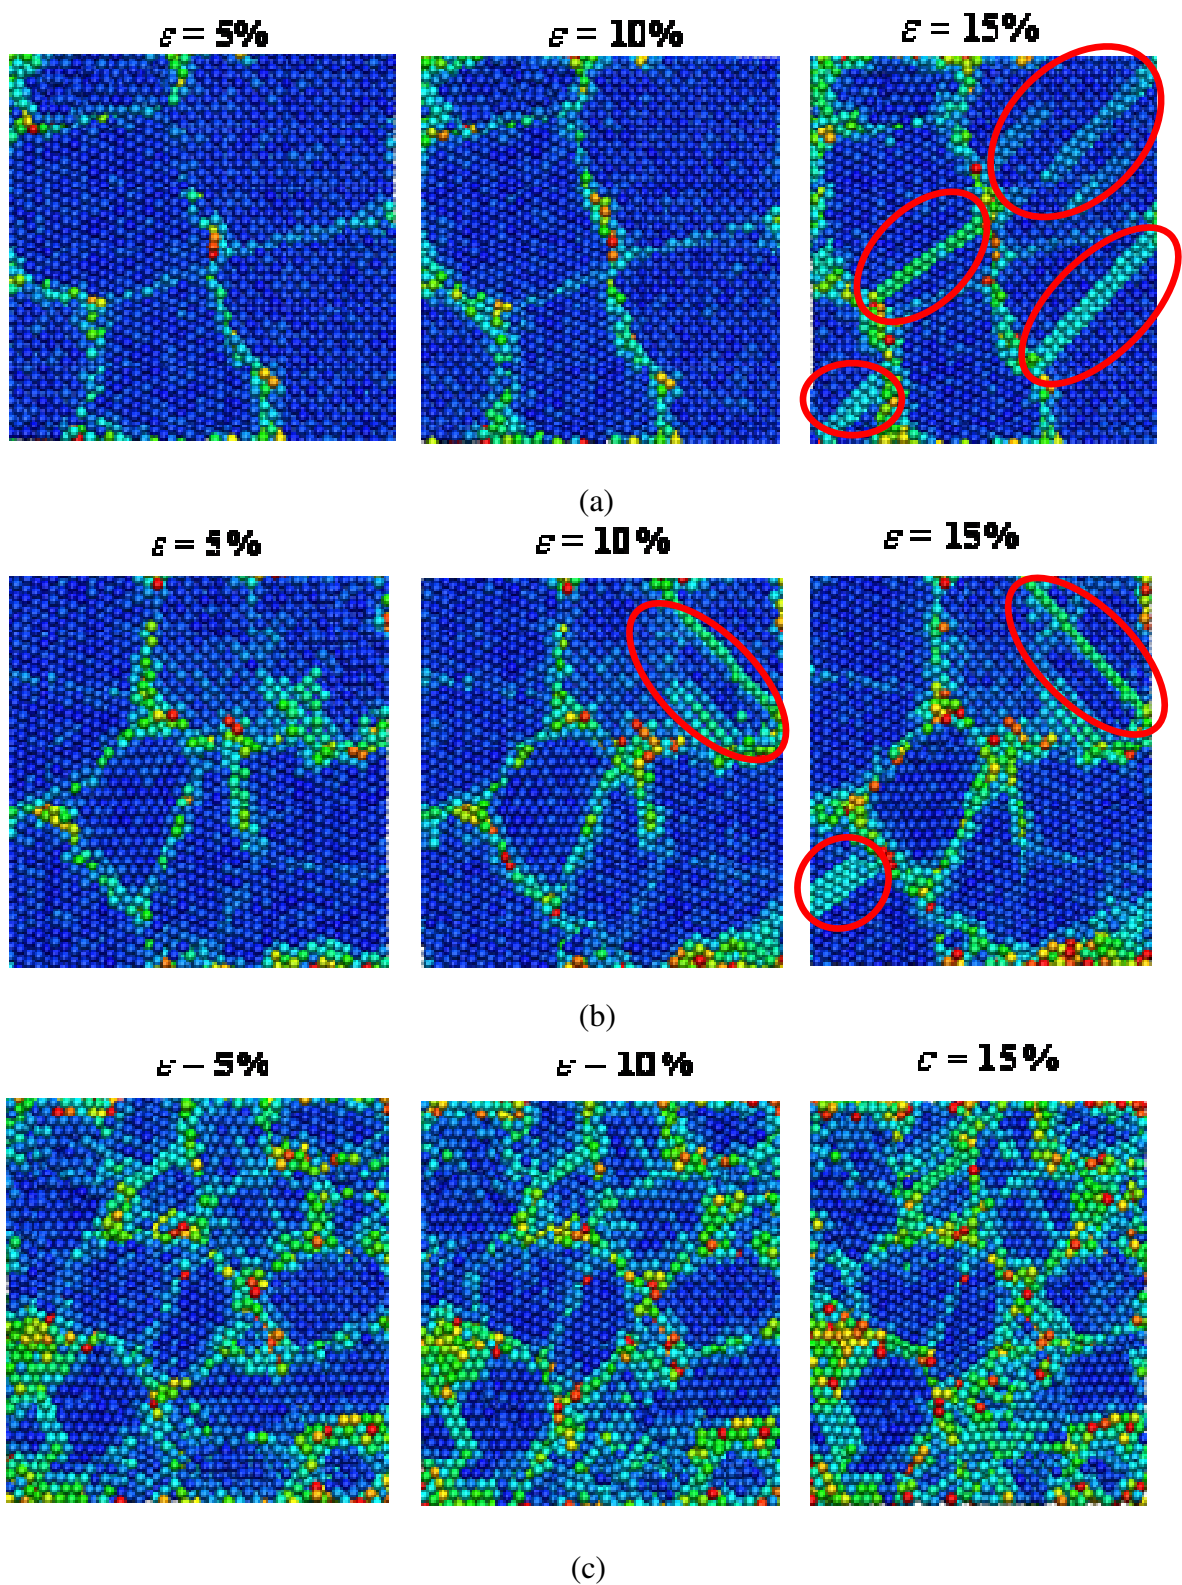 ε = 5% ε = 10% ε = 15%
(a)
ε = 5% ε = 10% ε = 15%
(b)
ε – 5% ε – 10% ε = 15%
(c)